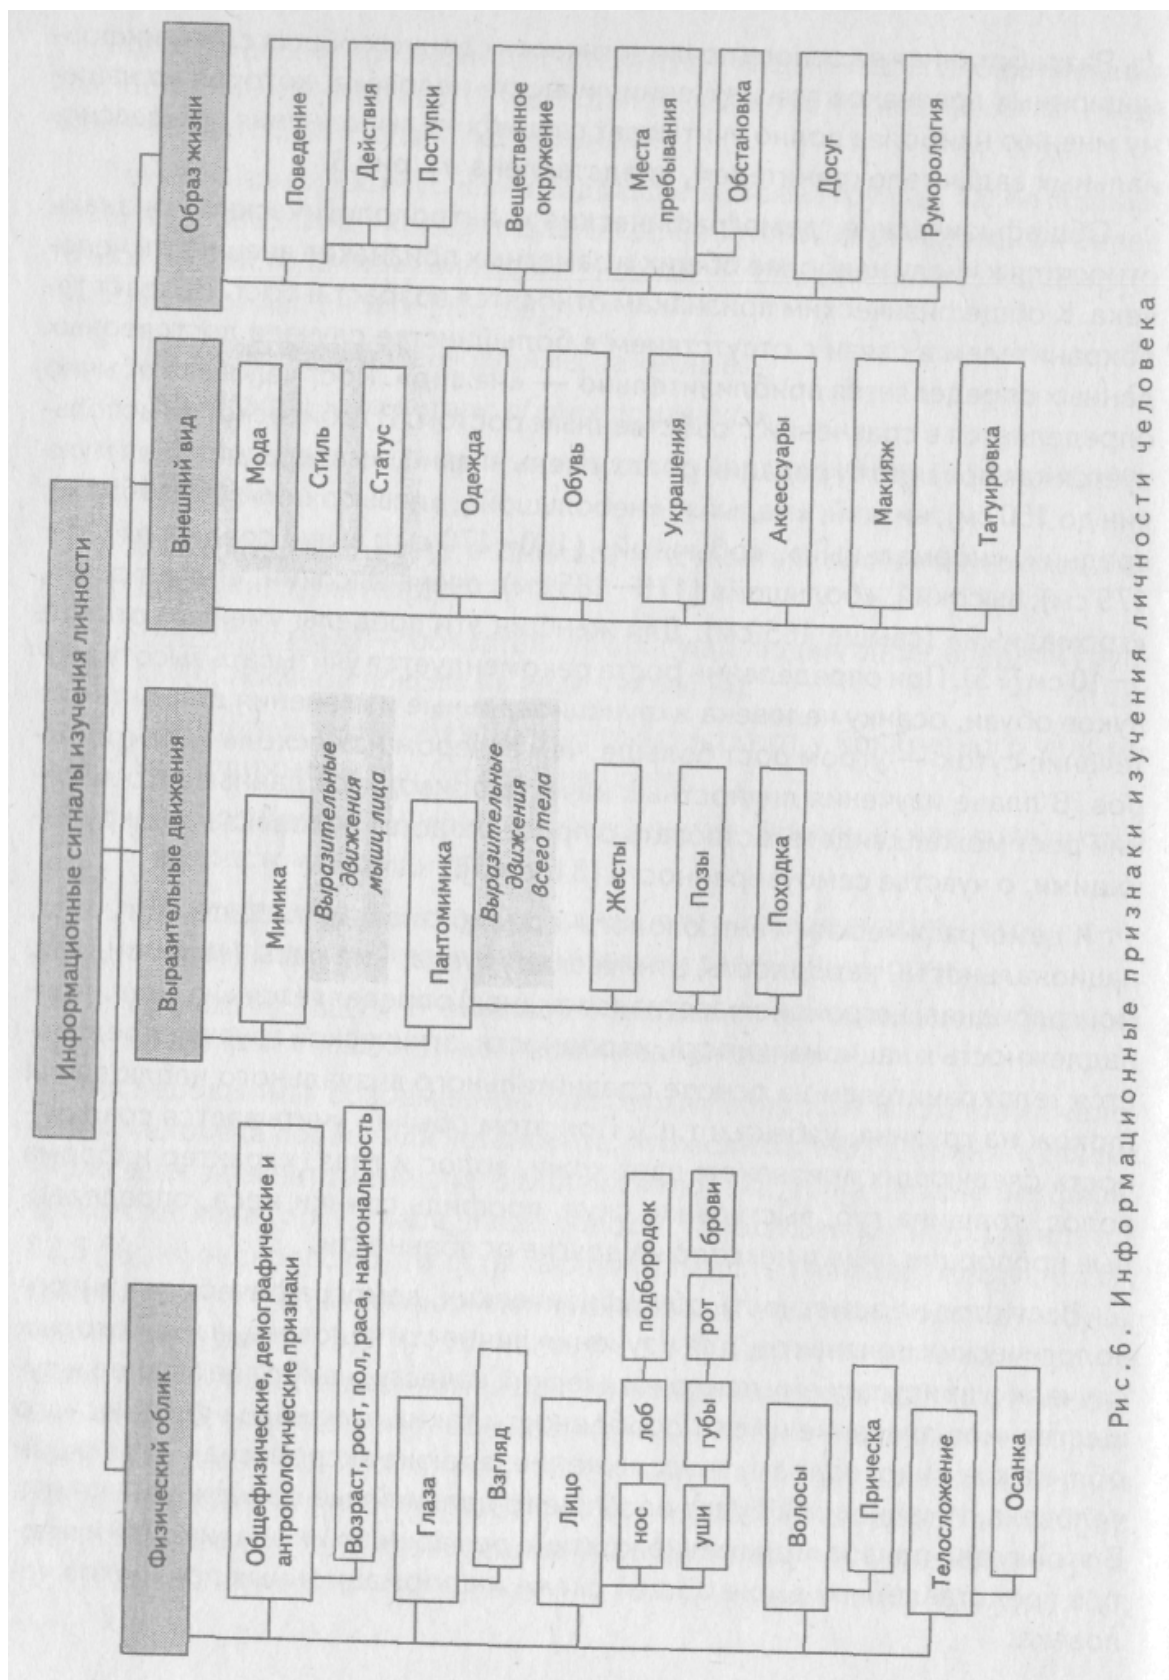 Информационные сигналы изучения личности
Физический облик
Общефизические, демографические и
антропологические признаки
Возраст, рост, пол, раса, национальность
Глаза
Взгляд
Лицо
нос
лоб
подбородок
уши
губы
рот
брови
Волосы
Прическа
Телосложение
Осанка
Выразительные движения
Мимика
Выразительные
движения
мышц лица
Пантомимика
Выразительные
движения
всего тела
Жесты
Позы
Походка
Внешний вид
Мода
Стиль
Статус
Одежда
Обувь
Украшения
Аксессуары
Макияж
Татуировка
Образ жизни
Поведение
Действия
Поступки
Вещественное
окружение
Места
пребывания
Обстановка
Досуг
Руморология
Рис. 6. Информационные признаки изучения личности человека